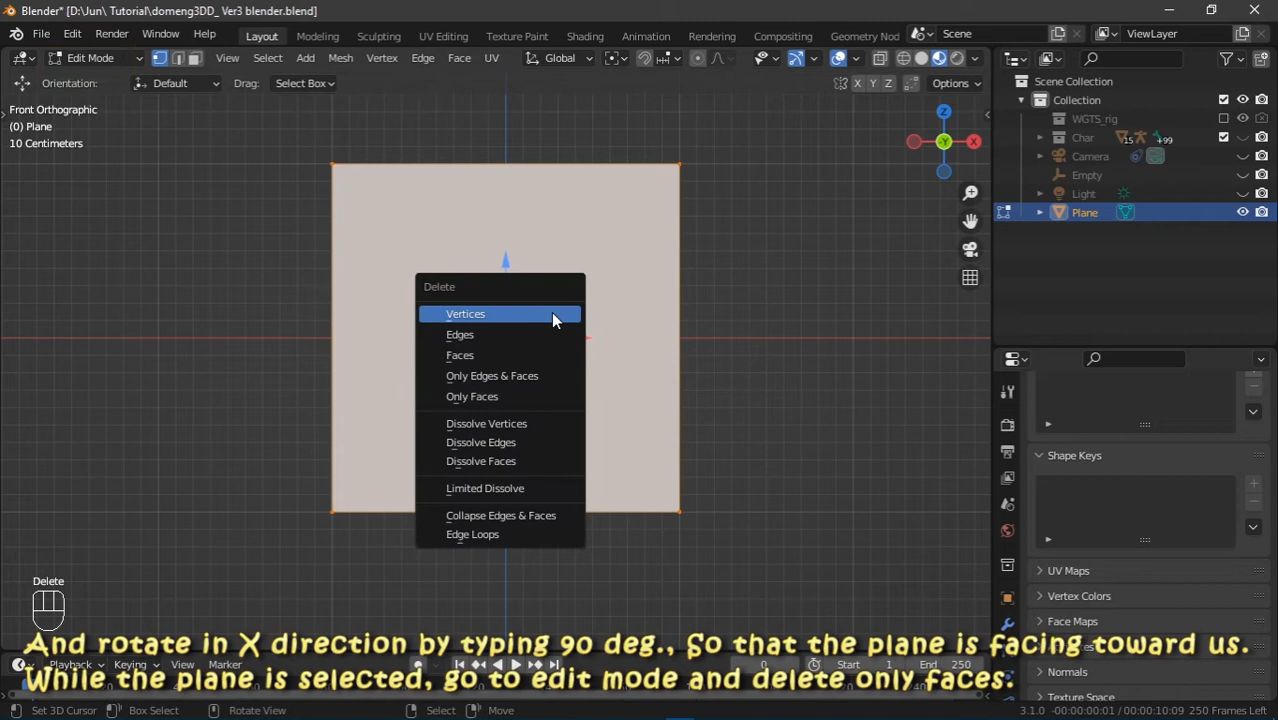 Blender* [D:\Jun\ Tutorial\domeng3DD_ Ver3 blender.blend]
File Edit Render Window Help Layout Modeling Sculpting UV Editing Texture Paint Shading Animation Rendering Compositing Geometry Nod Scene ViewLayer
Edit Mode View Select Add Mesh Vertex Edge Face UV Global
Orientation: Default Drag: Select Box X Y Z Options
Front Orthographic
(0) Plane
10 Centimeters
Z
-Y X
Scene Collection
Collection
WGTS_rig
Char 15 +99
Camera
Empty
Light
Plane
Delete
Vertices
Edges
Faces
Only Edges & Faces
Only Faces
Dissolve Vertices
Dissolve Edges
Dissolve Faces
Limited Dissolve
Collapse Edges & Faces
Edge Loops
Shape Keys
UV Maps
Vertex Colors
Face Maps
Normals
Texture Space
Delete
And rotate in X direction by typing 90 deg., So that the plane is facing toward us.
While the plane is selected, go to edit mode and delete only faces.
Playback Keying View Marker 0 Start 1 End 250
Set 3D Cursor Box Select Rotate View Select Move 3.1.0 -00:00:00:01 / 00:00:10:09 250 Frames Left